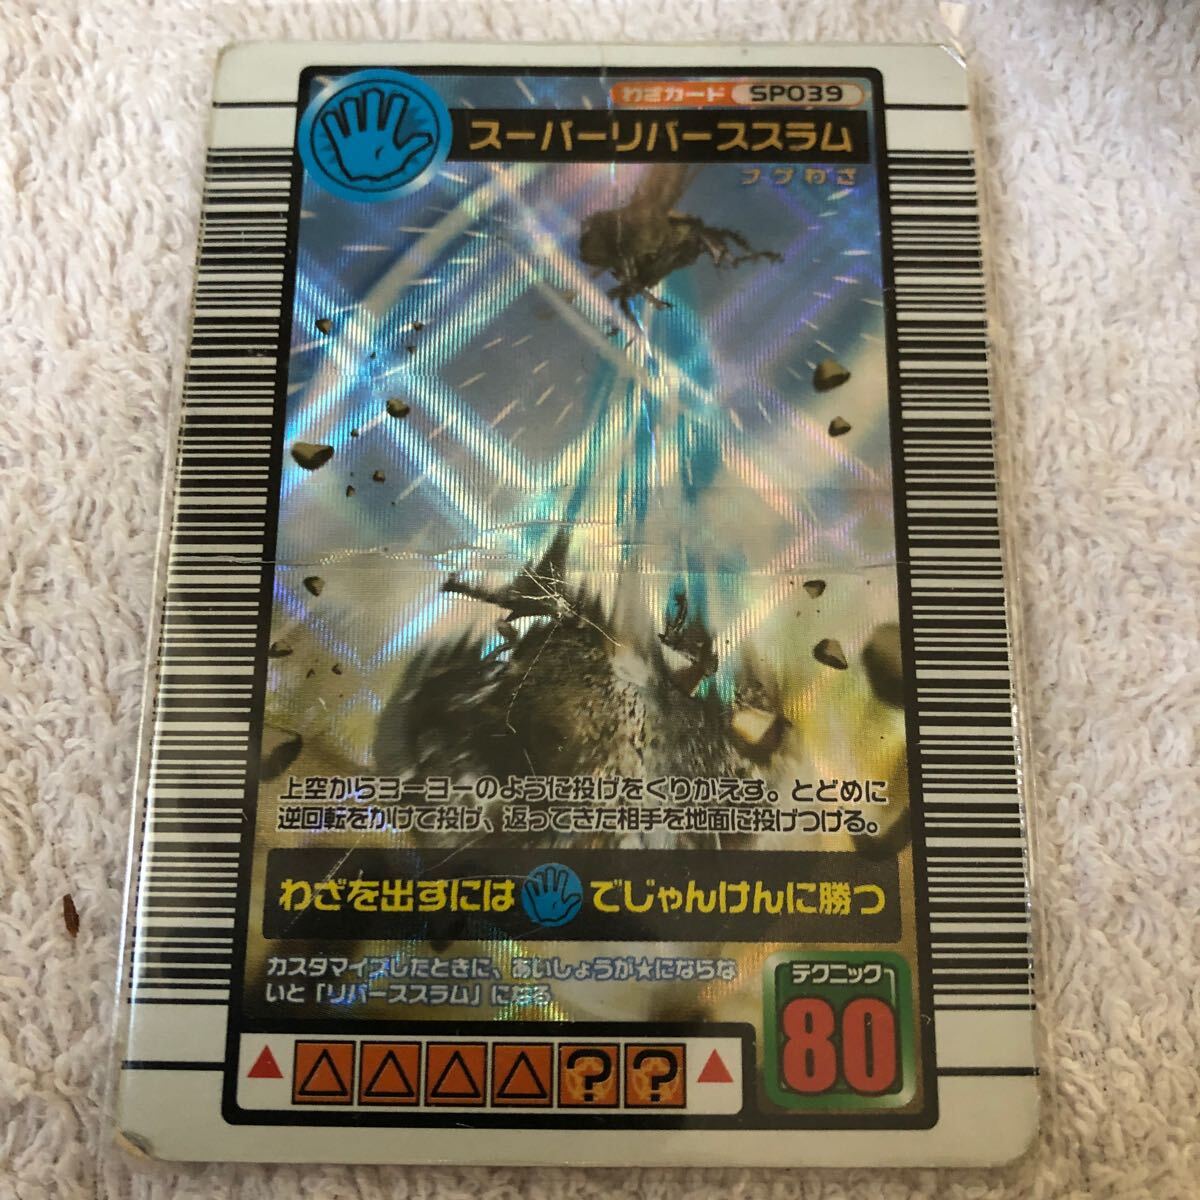 わざカード SP039
スーパーリバーススラム
ナゲわざ
上空からヨーヨーのように投げをくりかえす。とどめに
逆回転をかけて投げ、返ってきた相手を地面に投げつける。
わざを出すには でじゃんけんに勝つ
カスタマイズしたときに、あいしょうが★にならな
いと「リバーススラム」になる
テクニック
80
? ?